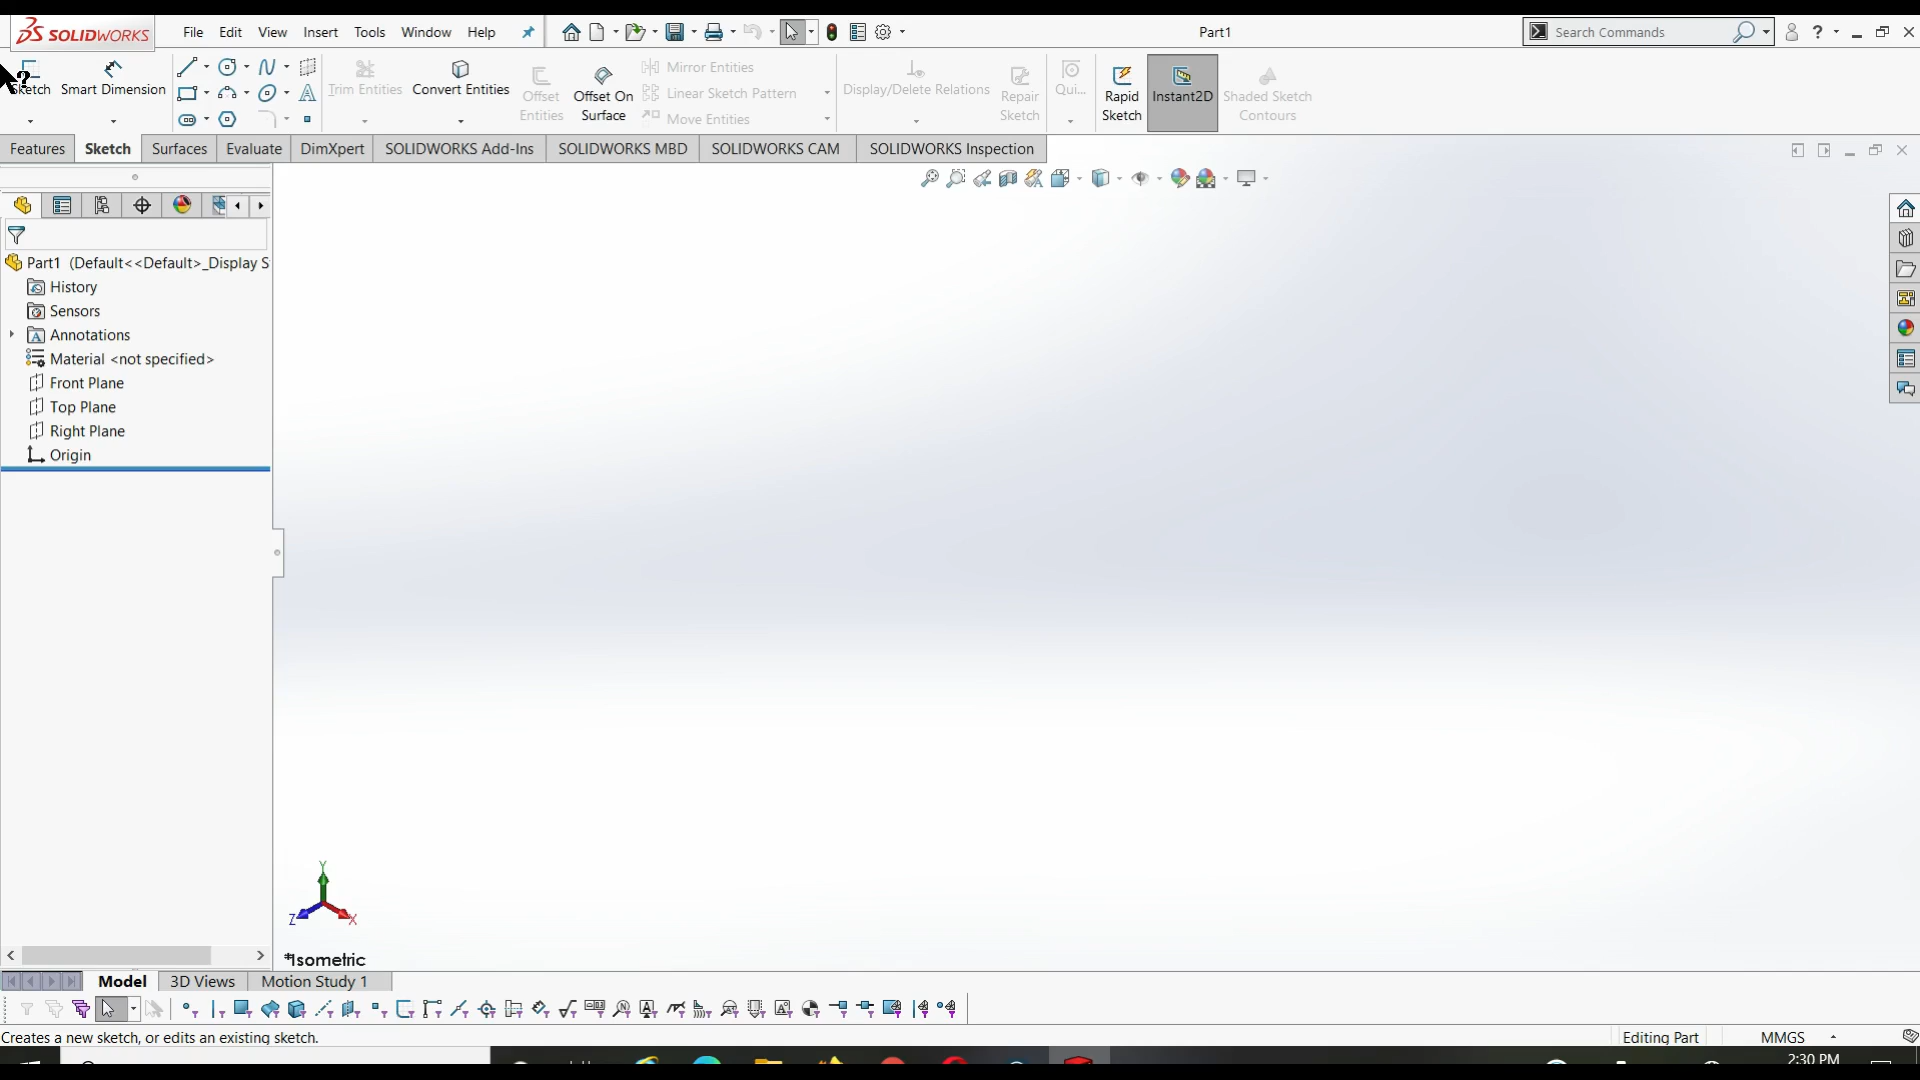 SOLIDWORKS File Edit View Insert Tools Window Help Part1 Search Commands ?
Sketch Smart Dimension Trim Entities Convert Entities Offset Entities Offset On Surface Mirror Entities Linear Sketch Pattern Move Entities Display/Delete Relations Repair Sketch Qui... Rapid Sketch Instant2D Shaded Sketch Contours
Features Sketch Surfaces Evaluate DimXpert SOLIDWORKS Add-Ins SOLIDWORKS MBD SOLIDWORKS CAM SOLIDWORKS Inspection
Part1 (Default<<Default>_Display S
History
Sensors
Annotations
Material <not specified>
Front Plane
Top Plane
Right Plane
Origin
Y
Z X
*Isometric
Model 3D Views Motion Study 1
Creates a new sketch, or edits an existing sketch. Editing Part MMGS
2:30 PM